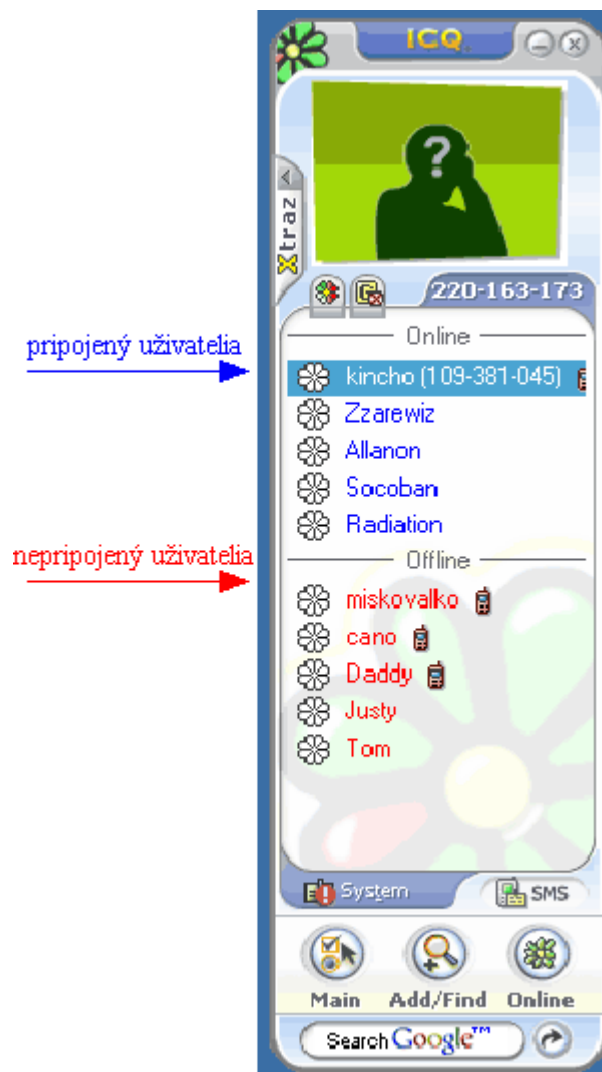 ICQ
?
Xtraz
220-163-173
Online
pripojený uživatelia
kincho (109-381-045)
Zzarewiz
Allanon
Socoban
Radiation
Offline
nepripojený uživatelia
miskovalko
cano
Daddy
Justy
Tom
System
SMS
Main Add/Find Online
Search Google™